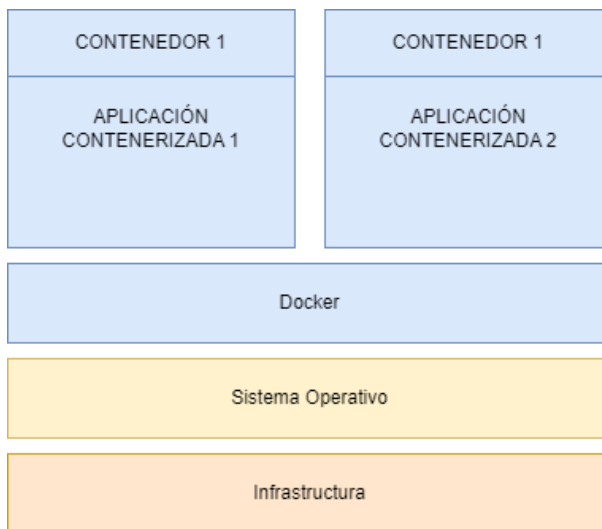 CONTENEDOR 1
CONTENEDOR 1
APLICACIÓN
CONTENERIZADA 1
APLICACIÓN
CONTENERIZADA 2
Docker
Sistema Operativo
Infrastructura